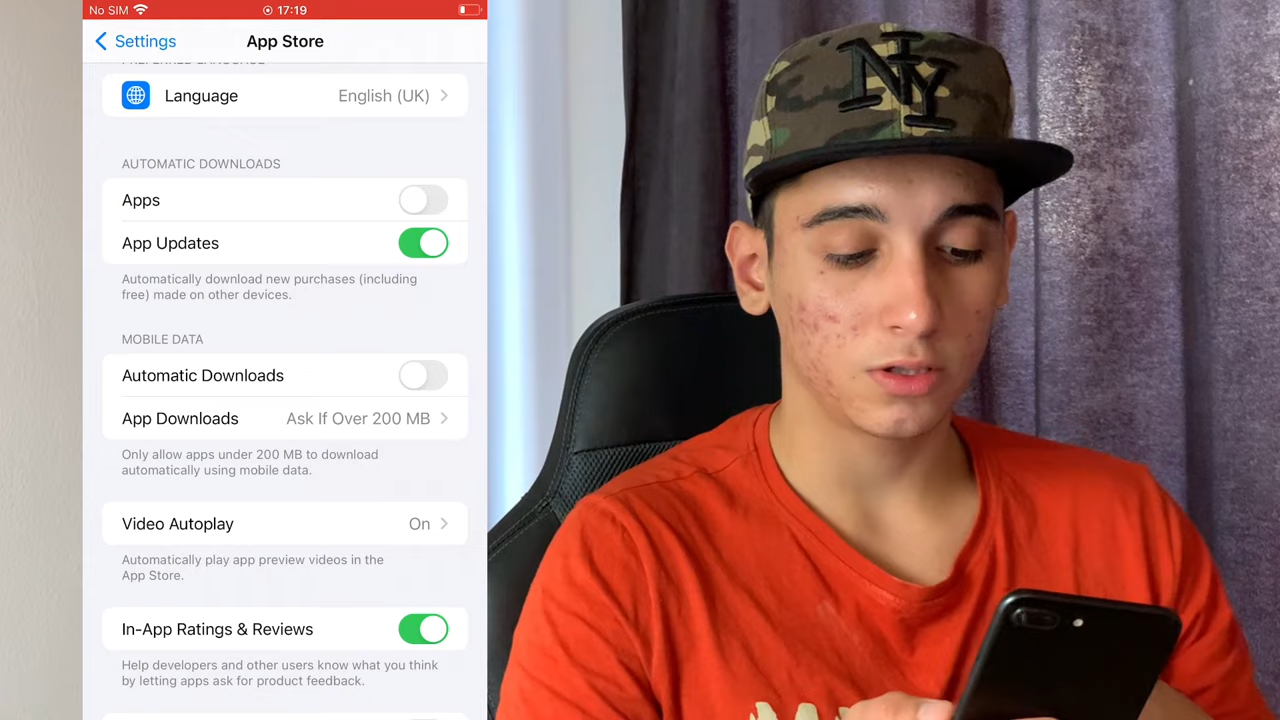 No SIM 17:19
Settings App Store
PREFERRED LANGUAGE
Language English (UK)
AUTOMATIC DOWNLOADS
Apps
App Updates
Automatically download new purchases (including
free) made on other devices.
MOBILE DATA
Automatic Downloads
App Downloads Ask If Over 200 MB
Only allow apps under 200 MB to download
automatically using mobile data.
Video Autoplay On
Automatically play app preview videos in the
App Store.
In-App Ratings & Reviews
Help developers and other users know what you think
by letting apps ask for product feedback.
NY